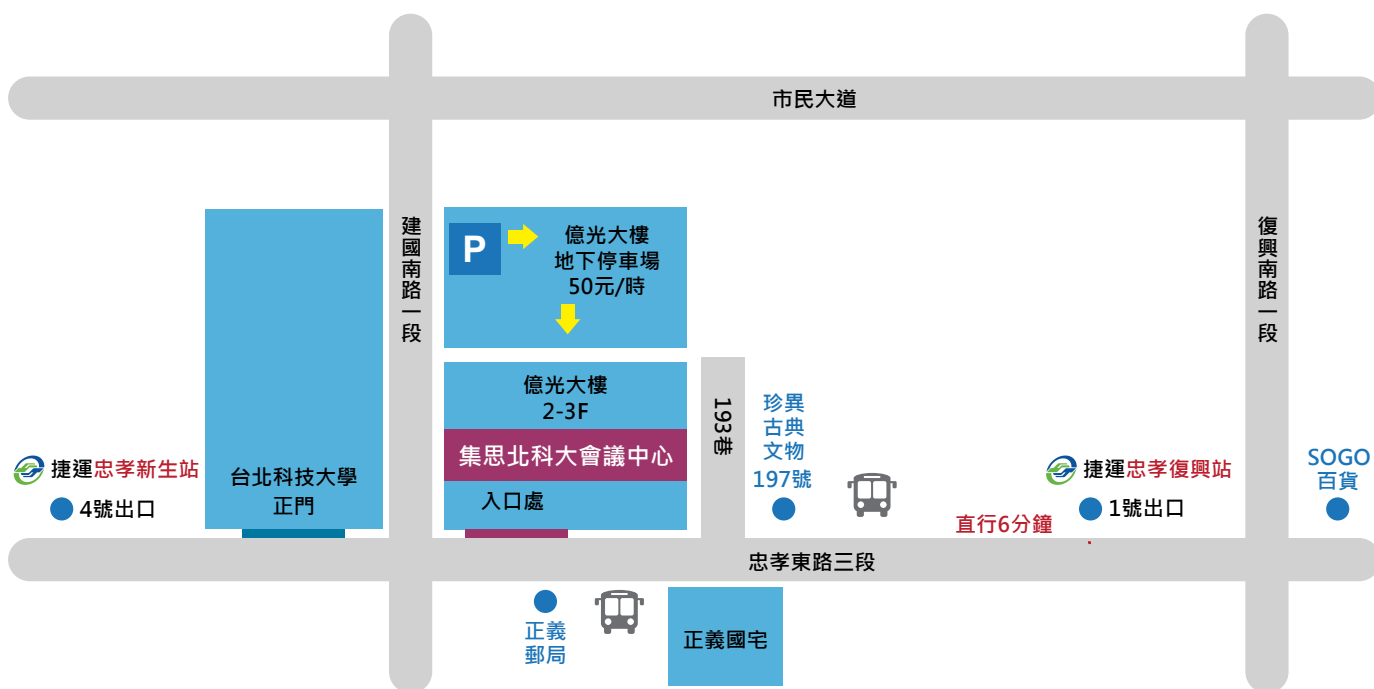 市民大道
建國南路一段
復興南路一段
P
億光大樓
地下停車場
50元/時
億光大樓
2-3F
集思北科大會議中心
入口處
193巷
珍異
古典
文物
197號
台北科技大學
正門
捷運忠孝新生站
4號出口
捷運忠孝復興站
1號出口
直行6分鐘
SOGO
百貨
忠孝東路三段
正義
郵局
正義國宅